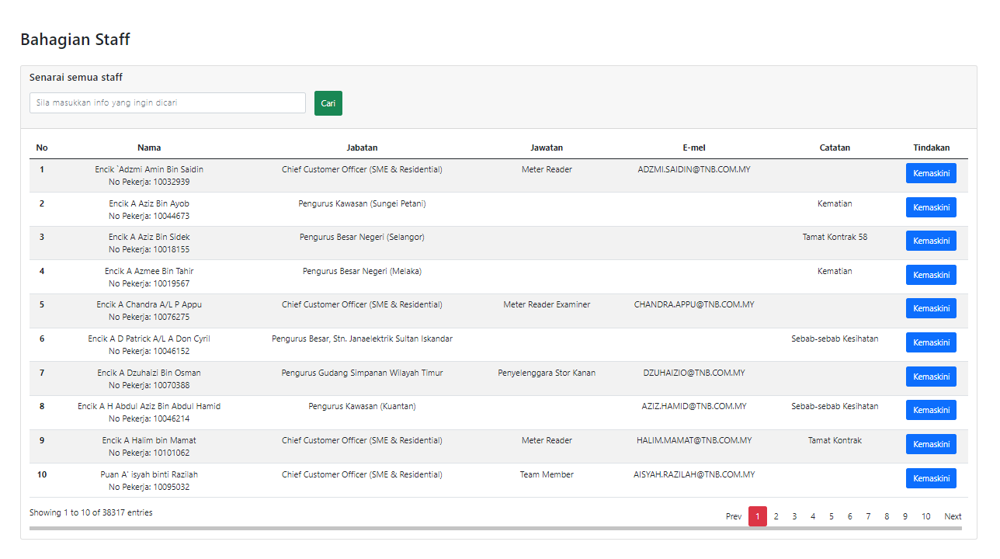 Bahagian Staff
Senarai semua staff
Sila masukkan info yang ingin dicari Cari
No Nama Jabatan Jawatan E-mel Catatan Tindakan
1 Encik `Adzmi Amin Bin Saidin Chief Customer Officer (SME & Residential) Meter Reader ADZMI.SAIDIN@TNB.COM.MY Kemaskini
No Pekerja: 10032939
2 Encik A Aziz Bin Ayob Pengurus Kawasan (Sungei Petani) Kematian Kemaskini
No Pekerja: 10044673
3 Encik A Aziz Bin Sidek Pengurus Besar Negeri (Selangor) Tamat Kontrak 58 Kemaskini
No Pekerja: 10018155
4 Encik A Azmee Bin Tahir Pengurus Besar Negeri (Melaka) Kematian Kemaskini
No Pekerja: 10019567
5 Encik A Chandra A/L P Appu Chief Customer Officer (SME & Residential) Meter Reader Examiner CHANDRA.APPU@TNB.COM.MY Kemaskini
No Pekerja: 10076275
6 Encik A D Patrick A/L A Don Cyril Pengurus Besar, Stn. Janaelektrik Sultan Iskandar Sebab-sebab Kesihatan Kemaskini
No Pekerja: 10046152
7 Encik A Dzuhaizi Bin Osman Pengurus Gudang Simpanan Wilayah Timur Penyelenggara Stor Kanan DZUHAIZIO@TNB.COM.MY Kemaskini
No Pekerja: 10070388
8 Encik A H Abdul Aziz Bin Abdul Hamid Pengurus Kawasan (Kuantan) AZIZ.HAMID@TNB.COM.MY Sebab-sebab Kesihatan Kemaskini
No Pekerja: 10046214
9 Encik A Halim bin Mamat Chief Customer Officer (SME & Residential) Meter Reader HALIM.MAMAT@TNB.COM.MY Tamat Kontrak Kemaskini
No Pekerja: 10101062
10 Puan A' isyah binti Razilah Chief Customer Officer (SME & Residential) Team Member AISYAH.RAZILAH@TNB.COM.MY Kemaskini
No Pekerja: 10095032
Showing 1 to 10 of 38317 entries Prev 1 2 3 4 5 6 7 8 9 10 Next